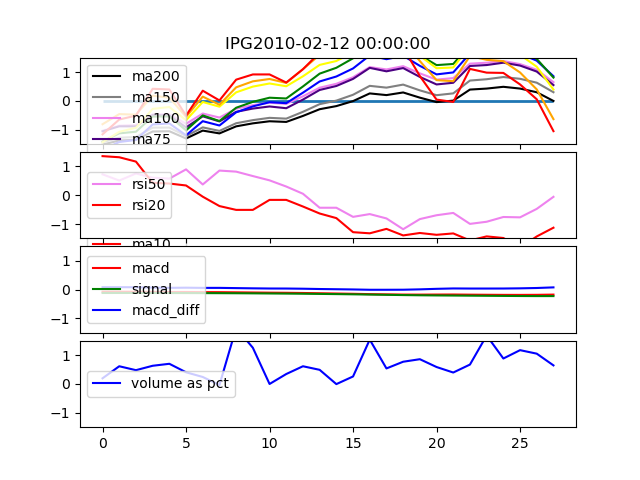 IPG2010-02-12 00:00:00
1
0
−1
ma200
ma150
ma100
ma75
1
0
−1
rsi50
rsi20
ma10
1
0
−1
macd
signal
macd_diff
1
0
−1
volume as pct
0 5 10 15 20 25